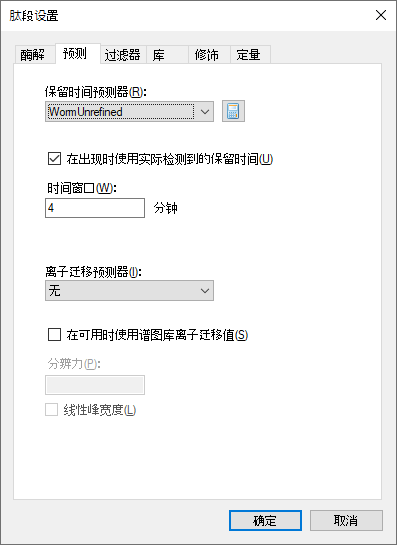 肽段设置
酶解 预测 过滤器 库 修饰 定量
保留时间预测器(R):
WormUnrefined
在出现时使用实际检测到的保留时间(U)
时间窗口(W):
4 分钟
离子迁移预测器(I):
无
在可用时使用谱图库离子迁移值(S)
分辨力(P):
线性峰宽度(L)
确定 取消